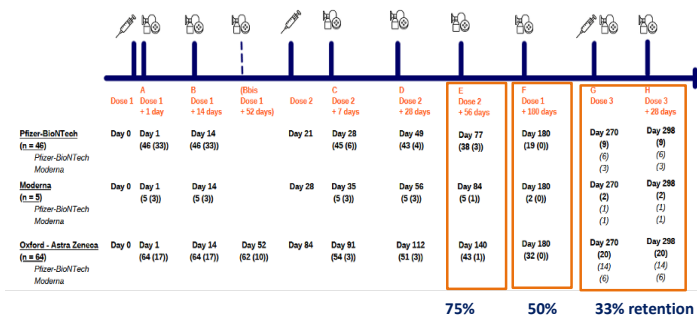 A B (Bbis C D E F G H
Dose 1 Dose 1 Dose 1 Dose 1 Dose 2 Dose 2 Dose 2 Dose 2 Dose 1 Dose 3 Dose 3
+ 1 day + 14 days + 52 days) + 7 days + 28 days + 56 days + 180 days + 28 days
Pfizer-BioNTech Day 0 Day 1 Day 14 Day 21 Day 28 Day 49 Day 77 Day 180 Day 270 Day 298
(n = 46) (46 (33)) (46 (33)) (45 (6)) (43 (4)) (38 (3)) (19 (0)) (9) (9)
Pfizer-BioNTech (6) (6)
Moderna (3) (3)
Moderna Day 0 Day 1 Day 14 Day 28 Day 35 Day 56 Day 84 Day 180 Day 270 Day 298
(n = 5) (5 (3)) (5 (3)) (5 (3)) (5 (3)) (5 (1)) (2 (0)) (2) (2)
Pfizer-BioNTech (1) (1)
Moderna (1) (1)
Oxford - Astra Zeneca Day 0 Day 1 Day 14 Day 52 Day 84 Day 91 Day 112 Day 140 Day 180 Day 270 Day 298
(n = 64) (64 (17)) (64 (17)) (62 (10)) (54 (3)) (51 (3)) (43 (1)) (32 (0)) (20) (20)
Pfizer-BioNTech (14) (14)
Moderna (6) (6)
75% 50% 33% retention